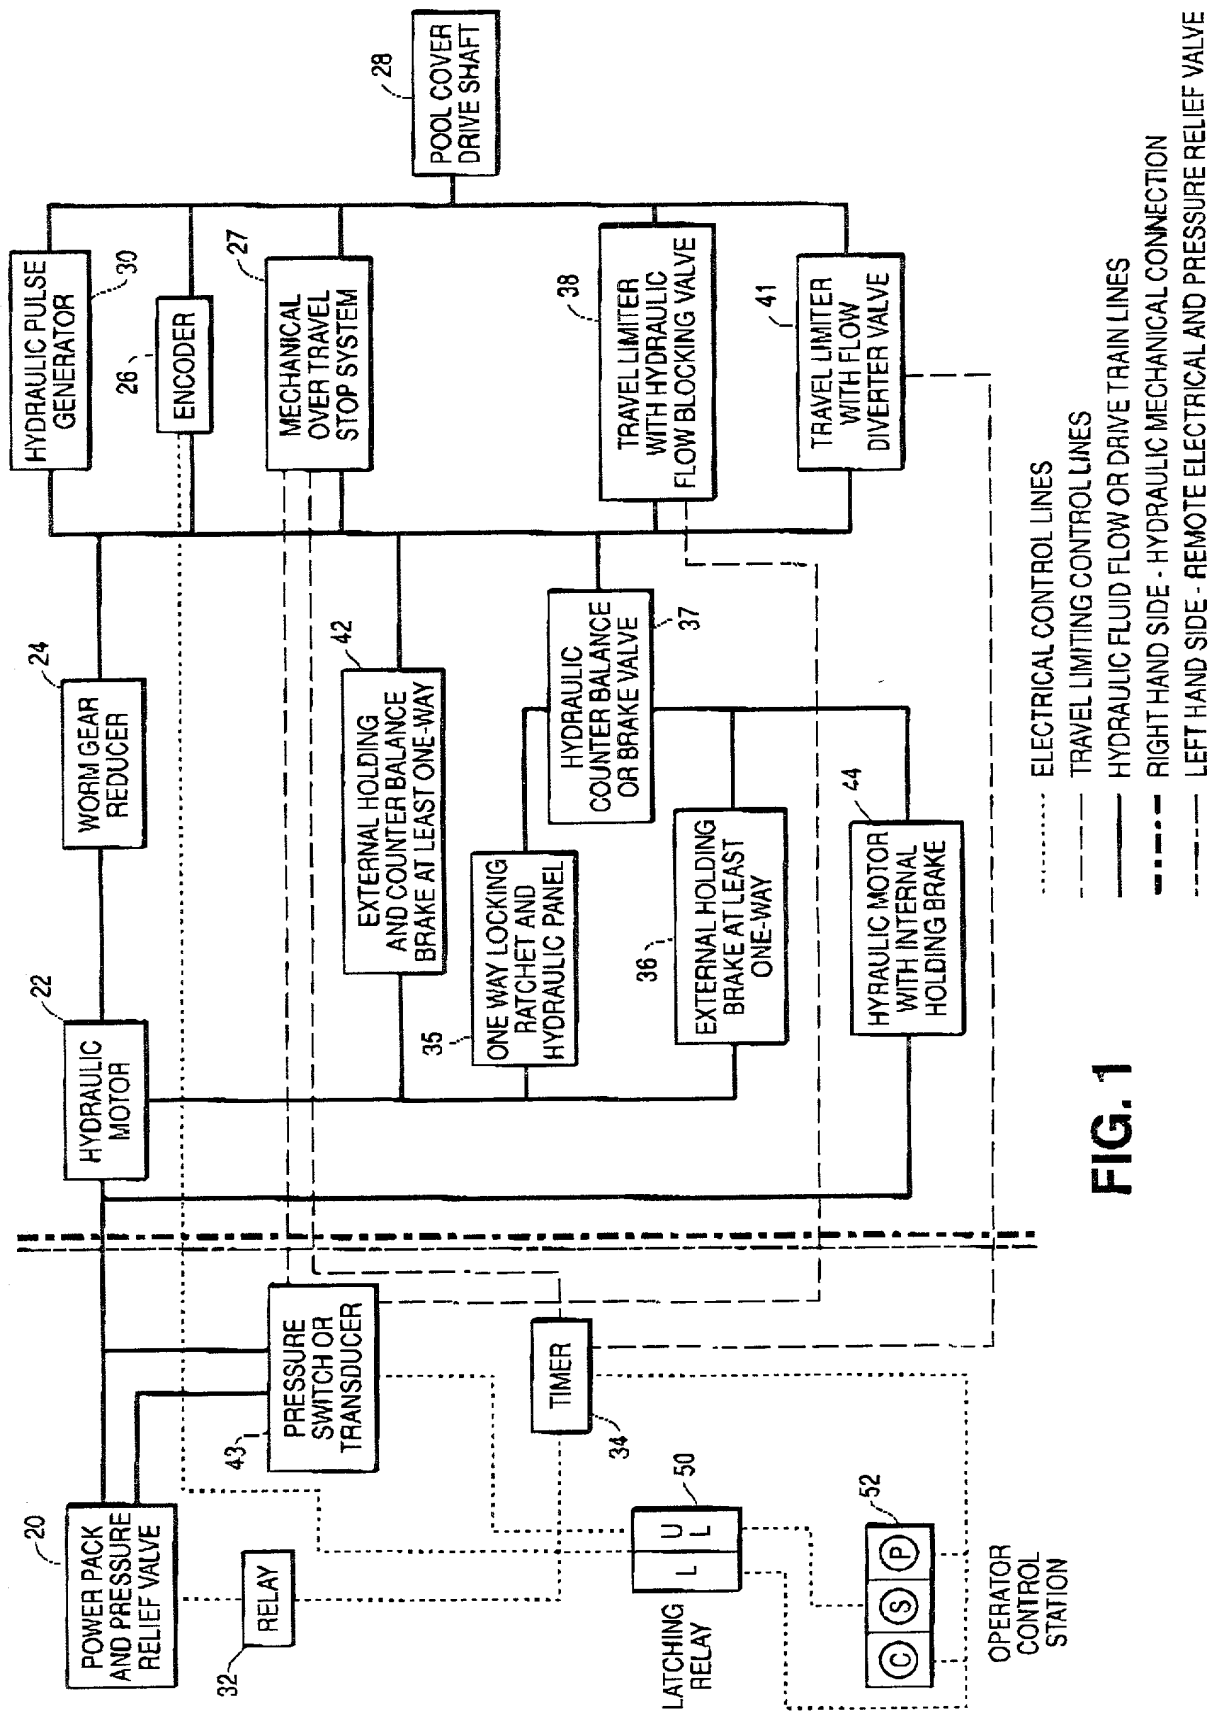 20
POWER PACK
AND PRESSURE
RELIEF VALVE
32
RELAY
43
PRESSURE
SWITCH OR
TRANSDUCER
34
TIMER
LATCHING
RELAY
50
L
U
L
52
C
S
P
OPERATOR
CONTROL
STATION
22
HYDRAULIC
MOTOR
24
WORM GEAR
REDUCER
42
EXTERNAL HOLDING
AND COUNTER BALANCE
BRAKE AT LEAST ONE-WAY
35
ONE WAY LOCKING
RATCHET AND
HYDRAULIC PANEL
36
EXTERNAL HOLDING
BRAKE AT LEAST
ONE-WAY
HYDRAULIC
COUNTER BALANCE
OR BRAKE VALVE
37
44
HYRAULIC MOTOR
WITH INTERNAL
HOLDING BRAKE
HYDRAULIC PULSE
GENERATOR
30
26
ENCODER
27
MECHANICAL
OVER TRAVEL
STOP SYSTEM
38
TRAVEL LIMITER
WITH HYDRAULIC
FLOW BLOCKING VALVE
41
TRAVEL LIMITER
WITH FLOW
DIVERTER VALVE
28
POOL COVER
DRIVE SHAFT
FIG. 1
ELECTRICAL CONTROL LINES
TRAVEL LIMITING CONTROL LINES
HYDRAULIC FLUID FLOW OR DRIVE TRAIN LINES
RIGHT HAND SIDE - HYDRAULIC MECHANICAL CONNECTION
LEFT HAND SIDE - REMOTE ELECTRICAL AND PRESSURE RELIEF VALVE